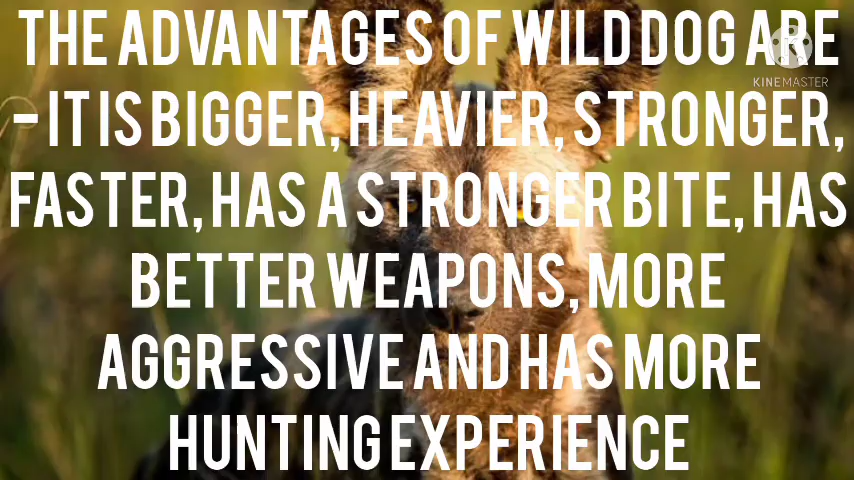 THE ADVANTAGES OF WILD DOG ARE
- IT IS BIGGER, HEAVIER, STRONGER,
FASTER, HAS A STRONGER BITE, HAS
BETTER WEAPONS, MORE
AGGRESSIVE AND HAS MORE
HUNTING EXPERIENCE
K
KINEMASTER